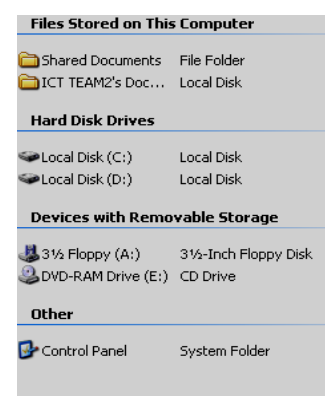 Files Stored on This Computer
Shared Documents File Folder
ICT TEAM2's Doc... Local Disk
Hard Disk Drives
Local Disk (C:) Local Disk
Local Disk (D:) Local Disk
Devices with Removable Storage
3½ Floppy (A:) 3½-Inch Floppy Disk
DVD-RAM Drive (E:) CD Drive
Other
Control Panel System Folder